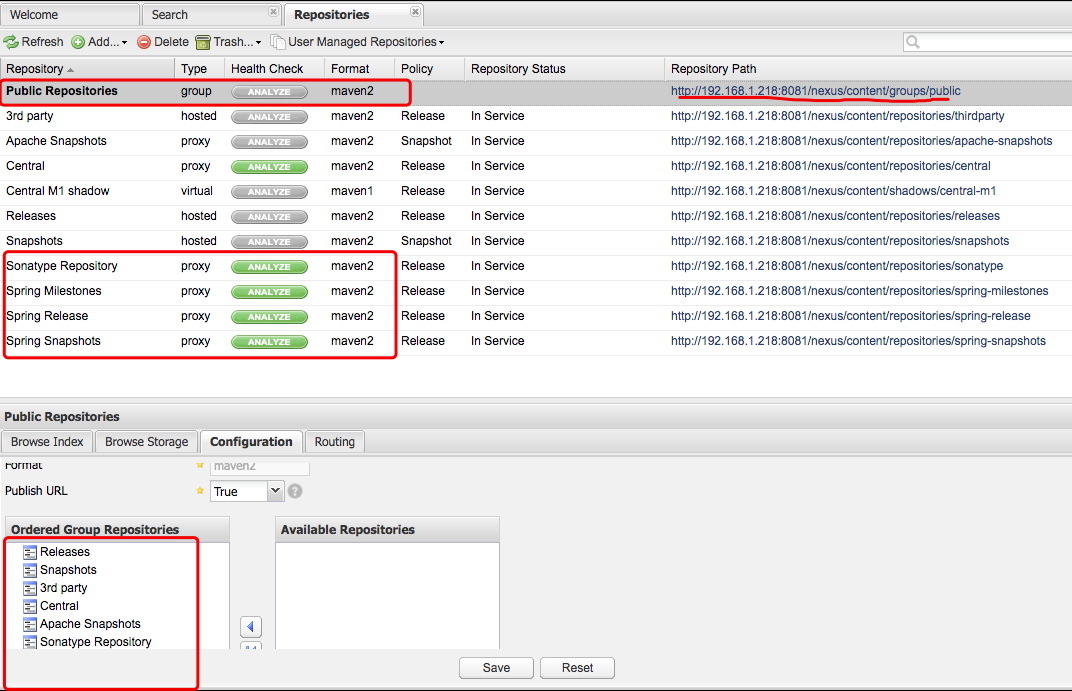 Welcome Search Repositories
Refresh Add... Delete Trash... User Managed Repositories
Repository Type Health Check Format Policy Repository Status Repository Path
Public Repositories group ANALYZE maven2 http://192.168.1.218:8081/nexus/content/groups/public
3rd party hosted ANALYZE maven2 Release In Service http://192.168.1.218:8081/nexus/content/repositories/thirdparty
Apache Snapshots proxy ANALYZE maven2 Snapshot In Service http://192.168.1.218:8081/nexus/content/repositories/apache-snapshots
Central proxy ANALYZE maven2 Release In Service http://192.168.1.218:8081/nexus/content/repositories/central
Central M1 shadow virtual ANALYZE maven1 Release In Service http://192.168.1.218:8081/nexus/content/shadows/central-m1
Releases hosted ANALYZE maven2 Release In Service http://192.168.1.218:8081/nexus/content/repositories/releases
Snapshots hosted ANALYZE maven2 Snapshot In Service http://192.168.1.218:8081/nexus/content/repositories/snapshots
Sonatype Repository proxy ANALYZE maven2 Release In Service http://192.168.1.218:8081/nexus/content/repositories/sonatype
Spring Milestones proxy ANALYZE maven2 Release In Service http://192.168.1.218:8081/nexus/content/repositories/spring-milestones
Spring Release proxy ANALYZE maven2 Release In Service http://192.168.1.218:8081/nexus/content/repositories/spring-release
Spring Snapshots proxy ANALYZE maven2 Release In Service http://192.168.1.218:8081/nexus/content/repositories/spring-snapshots
Public Repositories
Browse Index Browse Storage Configuration Routing
Format maven2
Publish URL True ?
Ordered Group Repositories Available Repositories
Releases
Snapshots
3rd party
Central
Apache Snapshots
Sonatype Repository
Save Reset